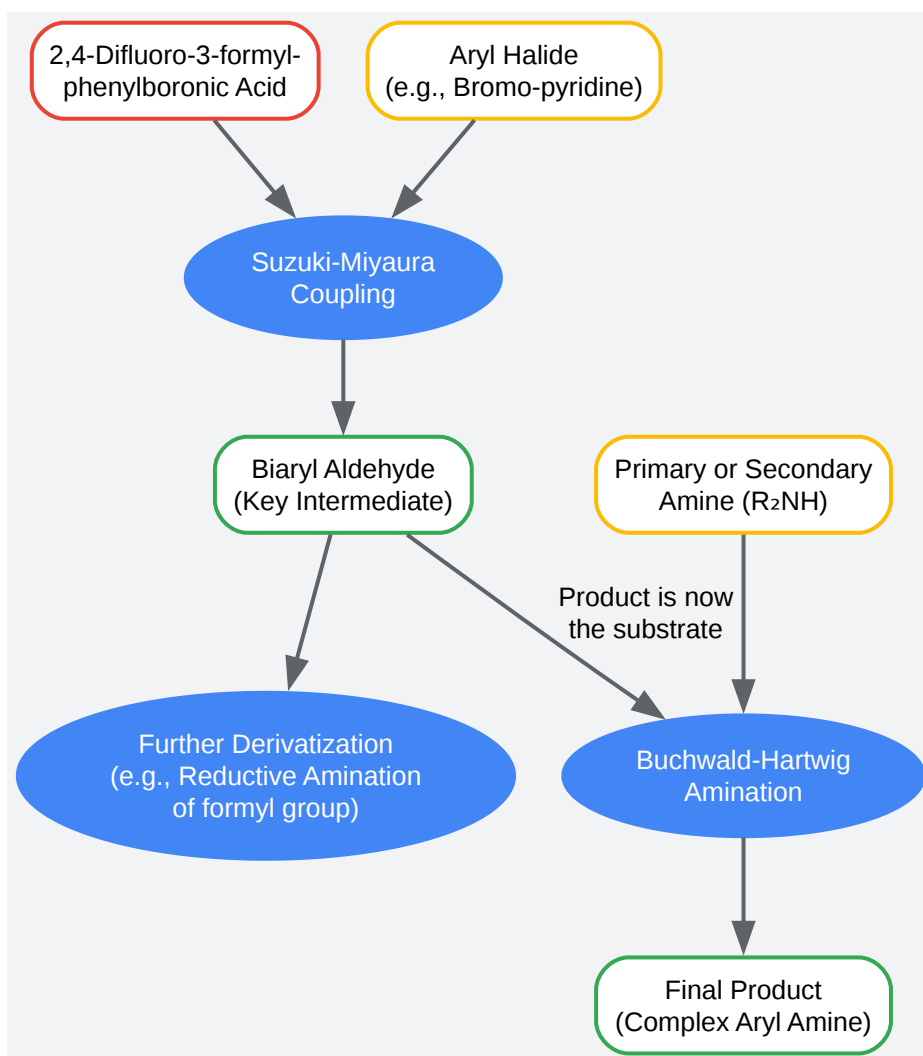 2,4-Difluoro-3-formyl-
phenylboronic Acid
Aryl Halide
(e.g., Bromo-pyridine)
Suzuki-Miyaura
Coupling
Biaryl Aldehyde
(Key Intermediate)
Primary or Secondary
Amine (R₂NH)
Product is now
the substrate
Further Derivatization
(e.g., Reductive Amination
of formyl group)
Buchwald-Hartwig
Amination
Final Product
(Complex Aryl Amine)